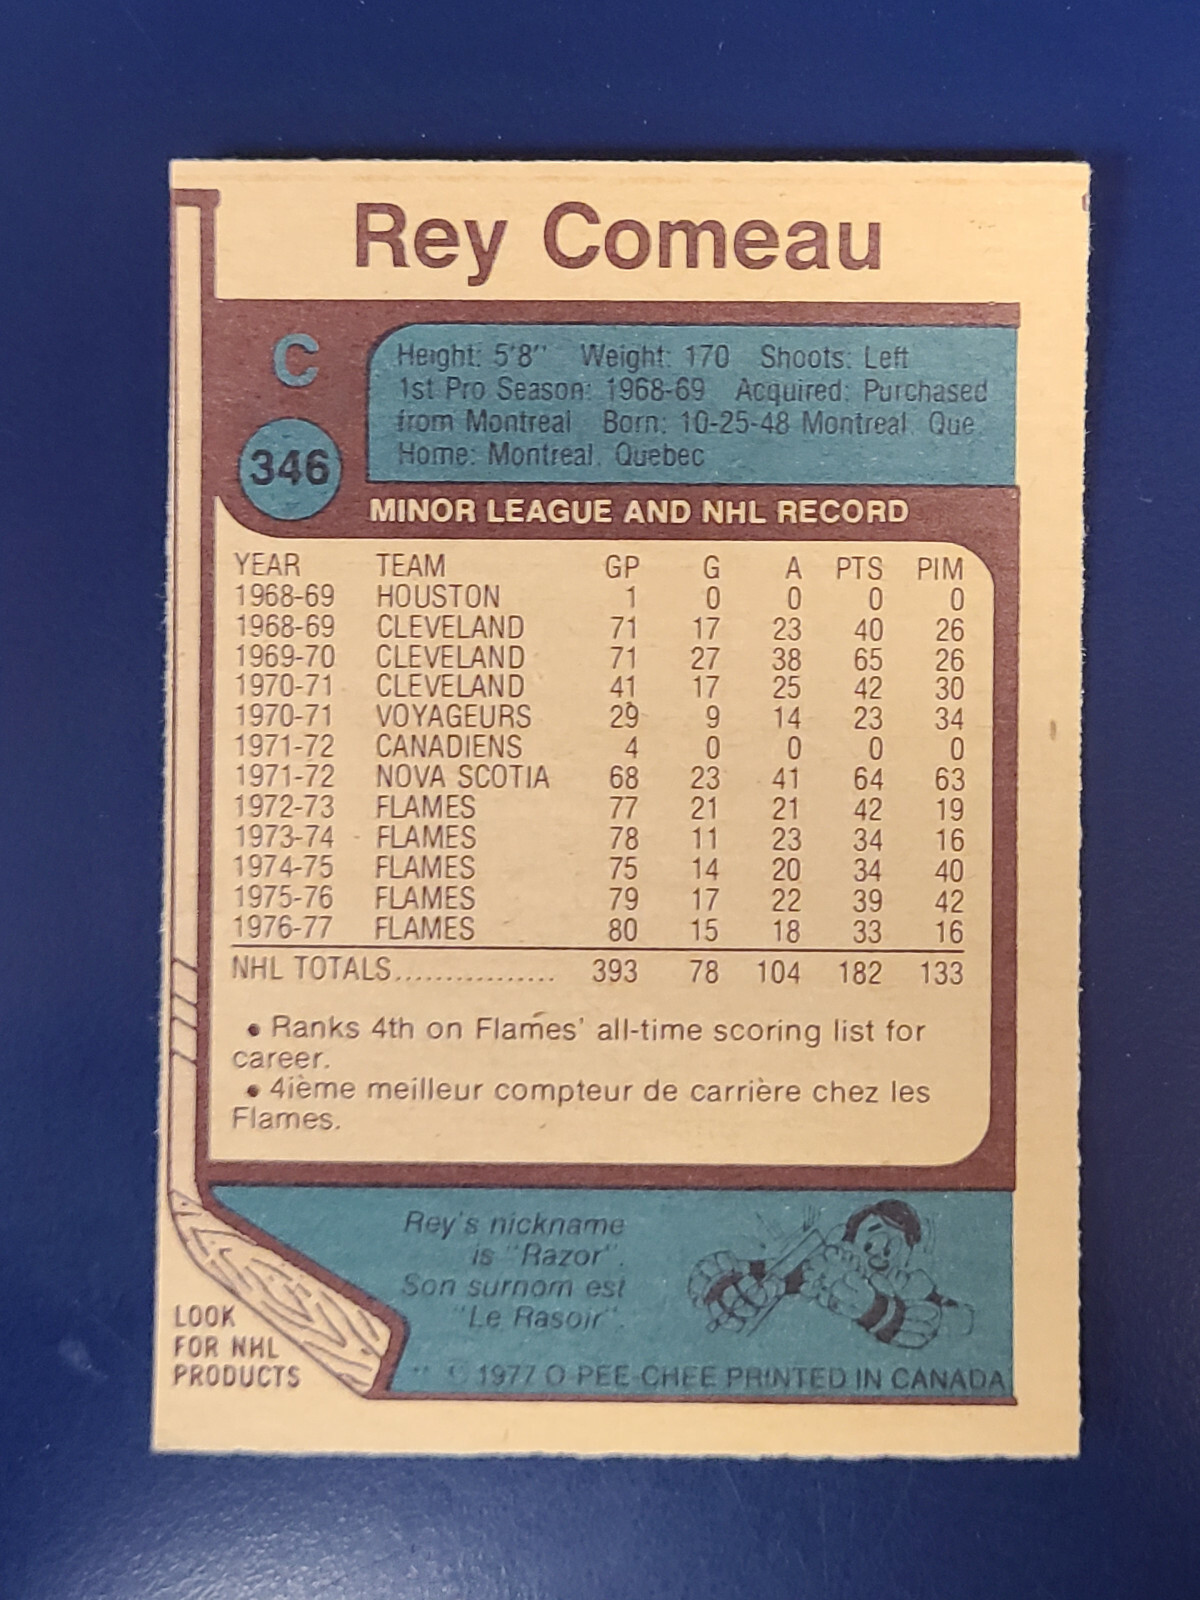 Rey Comeau
C
346
Height: 5'8" Weight: 170 Shoots: Left
1st Pro Season: 1968-69 Acquired: Purchased
from Montreal Born: 10-25-48 Montreal, Que.
Home: Montreal, Quebec
MINOR LEAGUE AND NHL RECORD
YEAR TEAM GP G A PTS PIM
1968-69 HOUSTON 1 0 0 0 0
1968-69 CLEVELAND 71 17 23 40 26
1969-70 CLEVELAND 71 27 38 65 26
1970-71 CLEVELAND 41 17 25 42 30
1970-71 VOYAGEURS 29 9 14 23 34
1971-72 CANADIENS 4 0 0 0 0
1971-72 NOVA SCOTIA 68 23 41 64 63
1972-73 FLAMES 77 21 21 42 19
1973-74 FLAMES 78 11 23 34 16
1974-75 FLAMES 75 14 20 34 40
1975-76 FLAMES 79 17 22 39 42
1976-77 FLAMES 80 15 18 33 16
NHL TOTALS................ 393 78 104 182 133
• Ranks 4th on Flames' all-time scoring list for
career.
• 4ième meilleur compteur de carrière chez les
Flames.
Rey's nickname
is "Razor".
Son surnom est
"Le Rasoir".
LOOK
FOR NHL
PRODUCTS
** © 1977 O-PEE-CHEE PRINTED IN CANADA